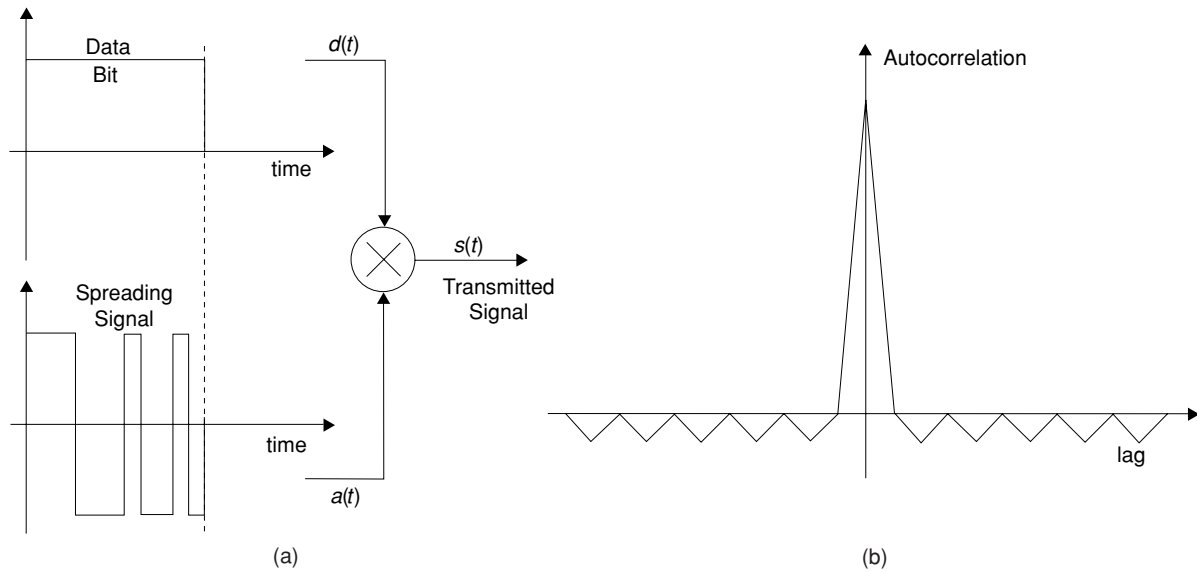 Data
Bit
time
d(t)
s(t)
Transmitted
Signal
Spreading
Signal
time
a(t)
(a)
Autocorrelation
lag
(b)